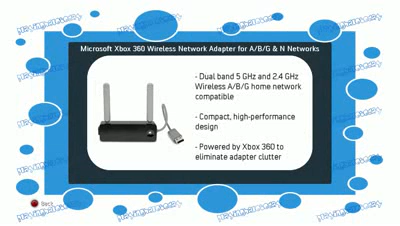 Microsoft Xbox 360 Wireless Network Adapter for A/B/G & N Networks
- Dual band 5 GHz and 2.4 GHz
Wireless A/B/G home network
compatible
- Compact, high-performance
design
- Powered by Xbox 360 to
eliminate adapter clutter
Back